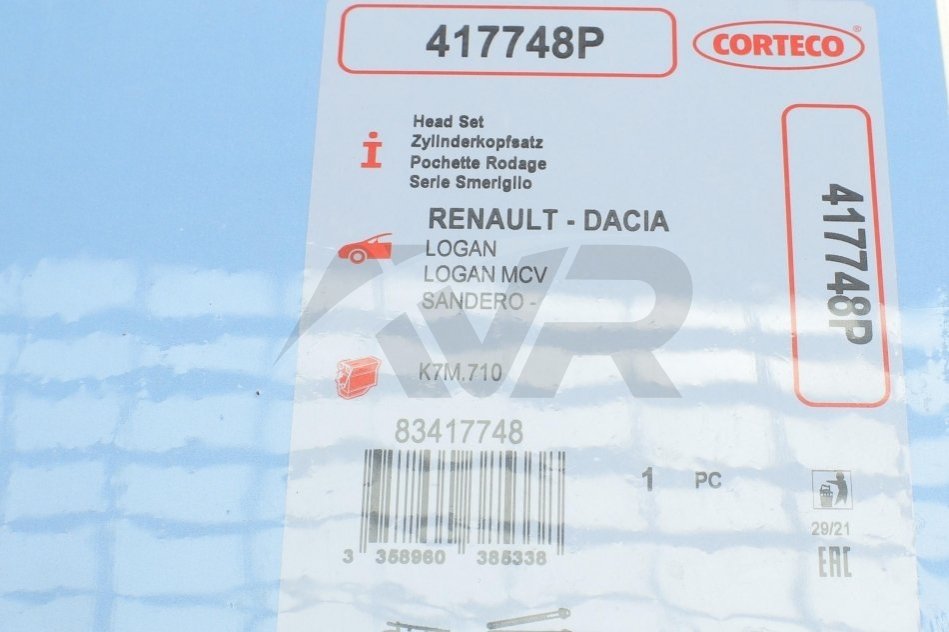 417748P
CORTECO®
Head Set
Zylinderkopfsatz
Pochette Rodage
Serie Smeriglio
RENAULT - DACIA
LOGAN
LOGAN MCV
SANDERO -
K7M.710
83417748
1 PC
3 358960 385338
29/21
EAC
417748P
AVR